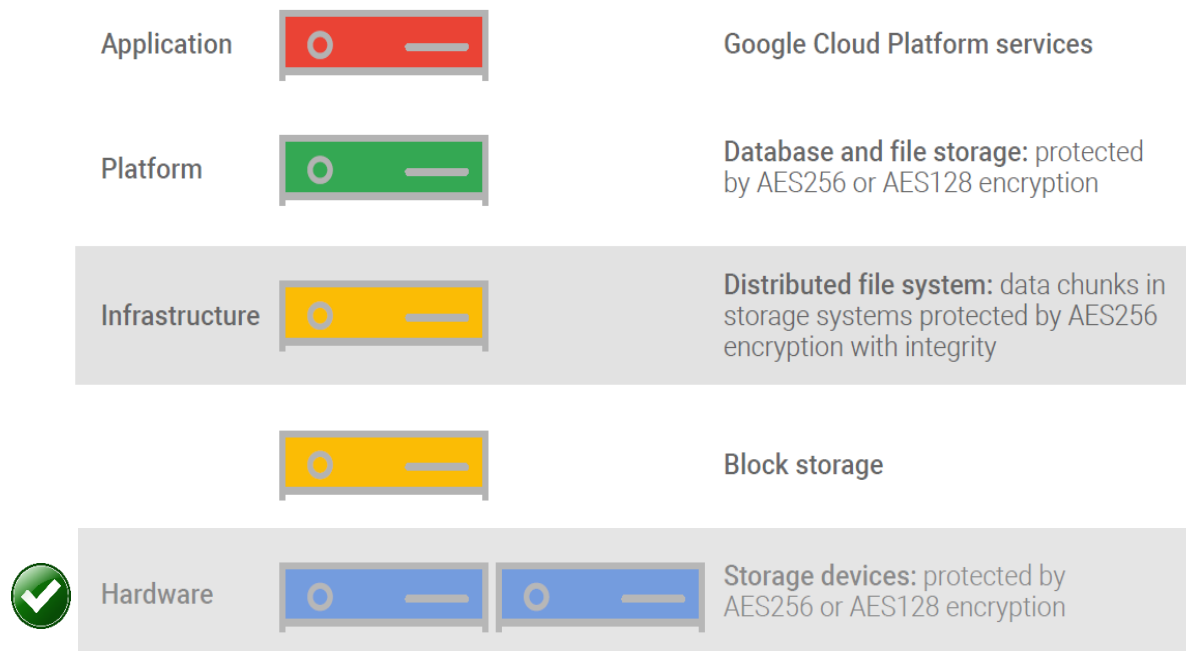 Application
Google Cloud Platform services
Platform
Database and file storage: protected
by AES256 or AES128 encryption
Infrastructure
Distributed file system: data chunks in
storage systems protected by AES256
encryption with integrity
Block storage
Hardware
Storage devices: protected by
AES256 or AES128 encryption